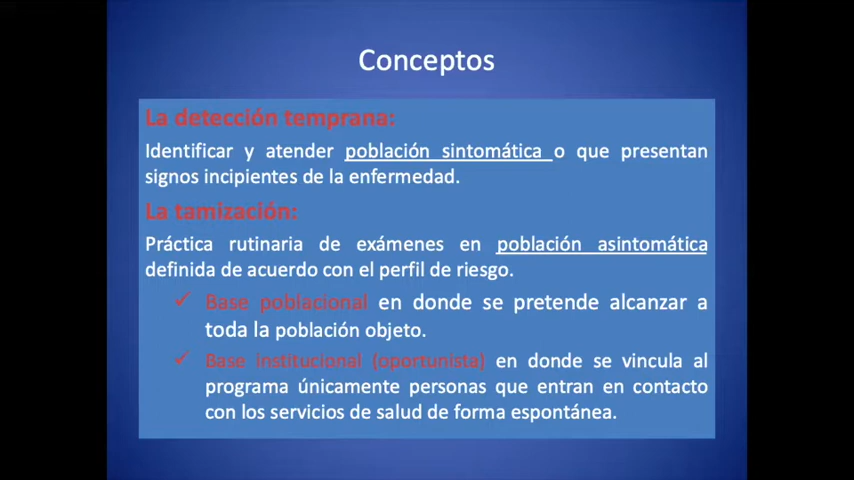 Conceptos
La detección temprana:
Identificar y atender población sintomática o que presentan
signos incipientes de la enfermedad.
La tamización:
Práctica rutinaria de exámenes en población asintomática
definida de acuerdo con el perfil de riesgo.
✓ Base poblacional en donde se pretende alcanzar a
toda la población objeto.
✓ Base institucional (oportunista) en donde se vincula al
programa únicamente personas que entran en contacto
con los servicios de salud de forma espontánea.